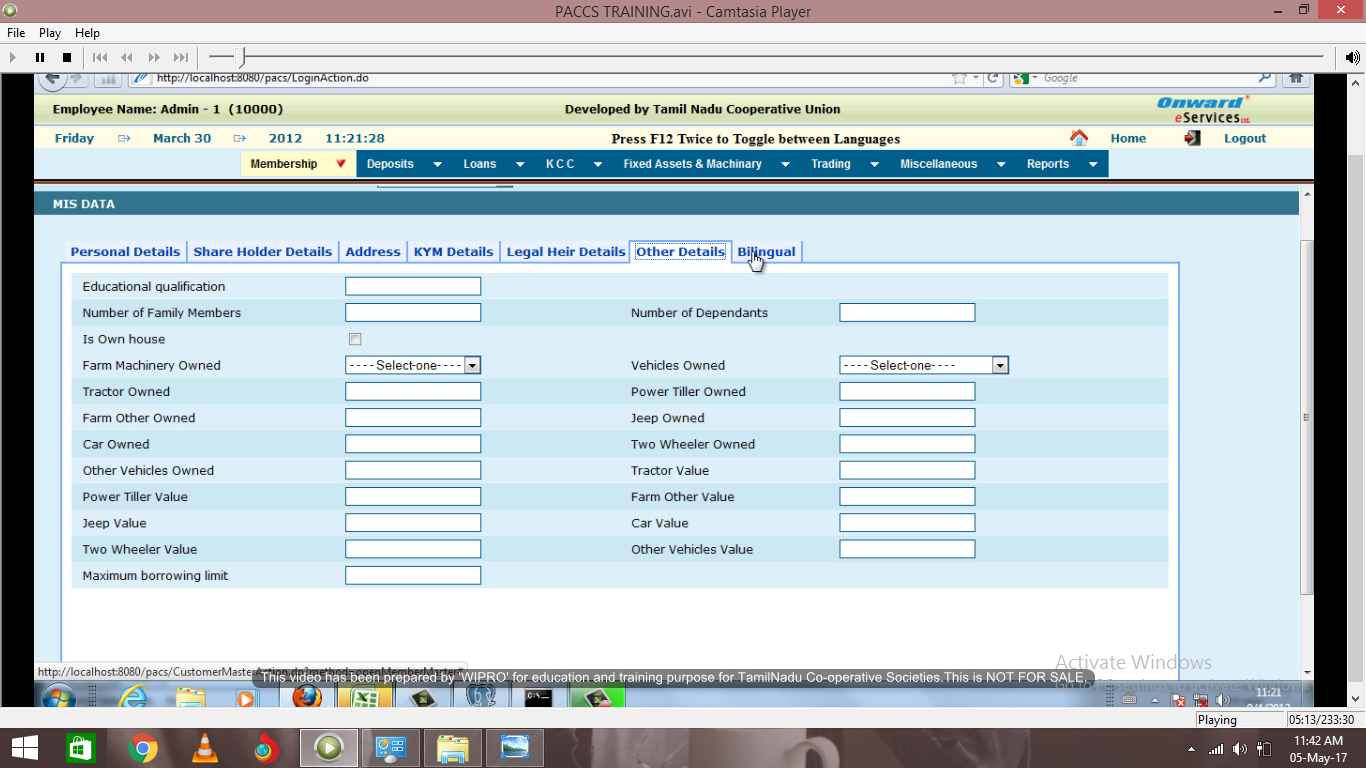 PACCS TRAINING.avi - Camtasia Player
File Play Help
http://localhost:8080/pacs/LoginAction.do
Google
Employee Name: Admin - 1 (10000)
Developed by Tamil Nadu Cooperative Union
Onward
eServices Ltd.
Friday March 30 2012 11:21:28
Press F12 Twice to Toggle between Languages
Home Logout
Membership Deposits Loans K C C Fixed Assets & Machinary Trading Miscellaneous Reports
MIS DATA
Personal Details Share Holder Details Address KYM Details Legal Heir Details Other Details Bilingual
Educational qualification
Number of Family Members Number of Dependants
Is Own house
Farm Machinery Owned ----Select-one---- Vehicles Owned ----Select-one----
Tractor Owned Power Tiller Owned
Farm Other Owned Jeep Owned
Car Owned Two Wheeler Owned
Other Vehicles Owned Tractor Value
Power Tiller Value Farm Other Value
Jeep Value Car Value
Two Wheeler Value Other Vehicles Value
Maximum borrowing limit
Activate Windows
http://localhost:8080/pacs/CustomerMasterAction.do?method=openMemberMaster#
This video has been prepared by 'WIPRO' for education and training purpose for TamilNadu Co-operative Societies.This is NOT FOR SALE.
Go to PC settings to activate Windows.
11:21
Playing 05:13/233:30
11:42 AM
05-May-17